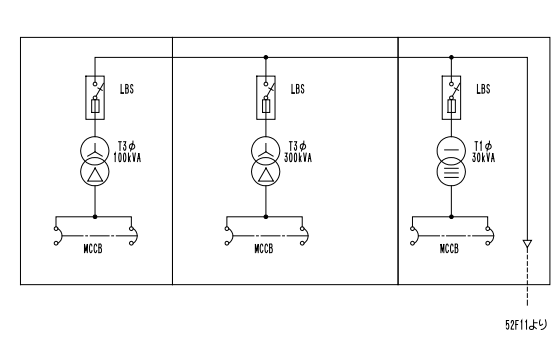 LBS
T3φ
100kVA
MCCB
LBS
T3φ
300kVA
MCCB
LBS
T1φ
30kVA
MCCB
52F11より